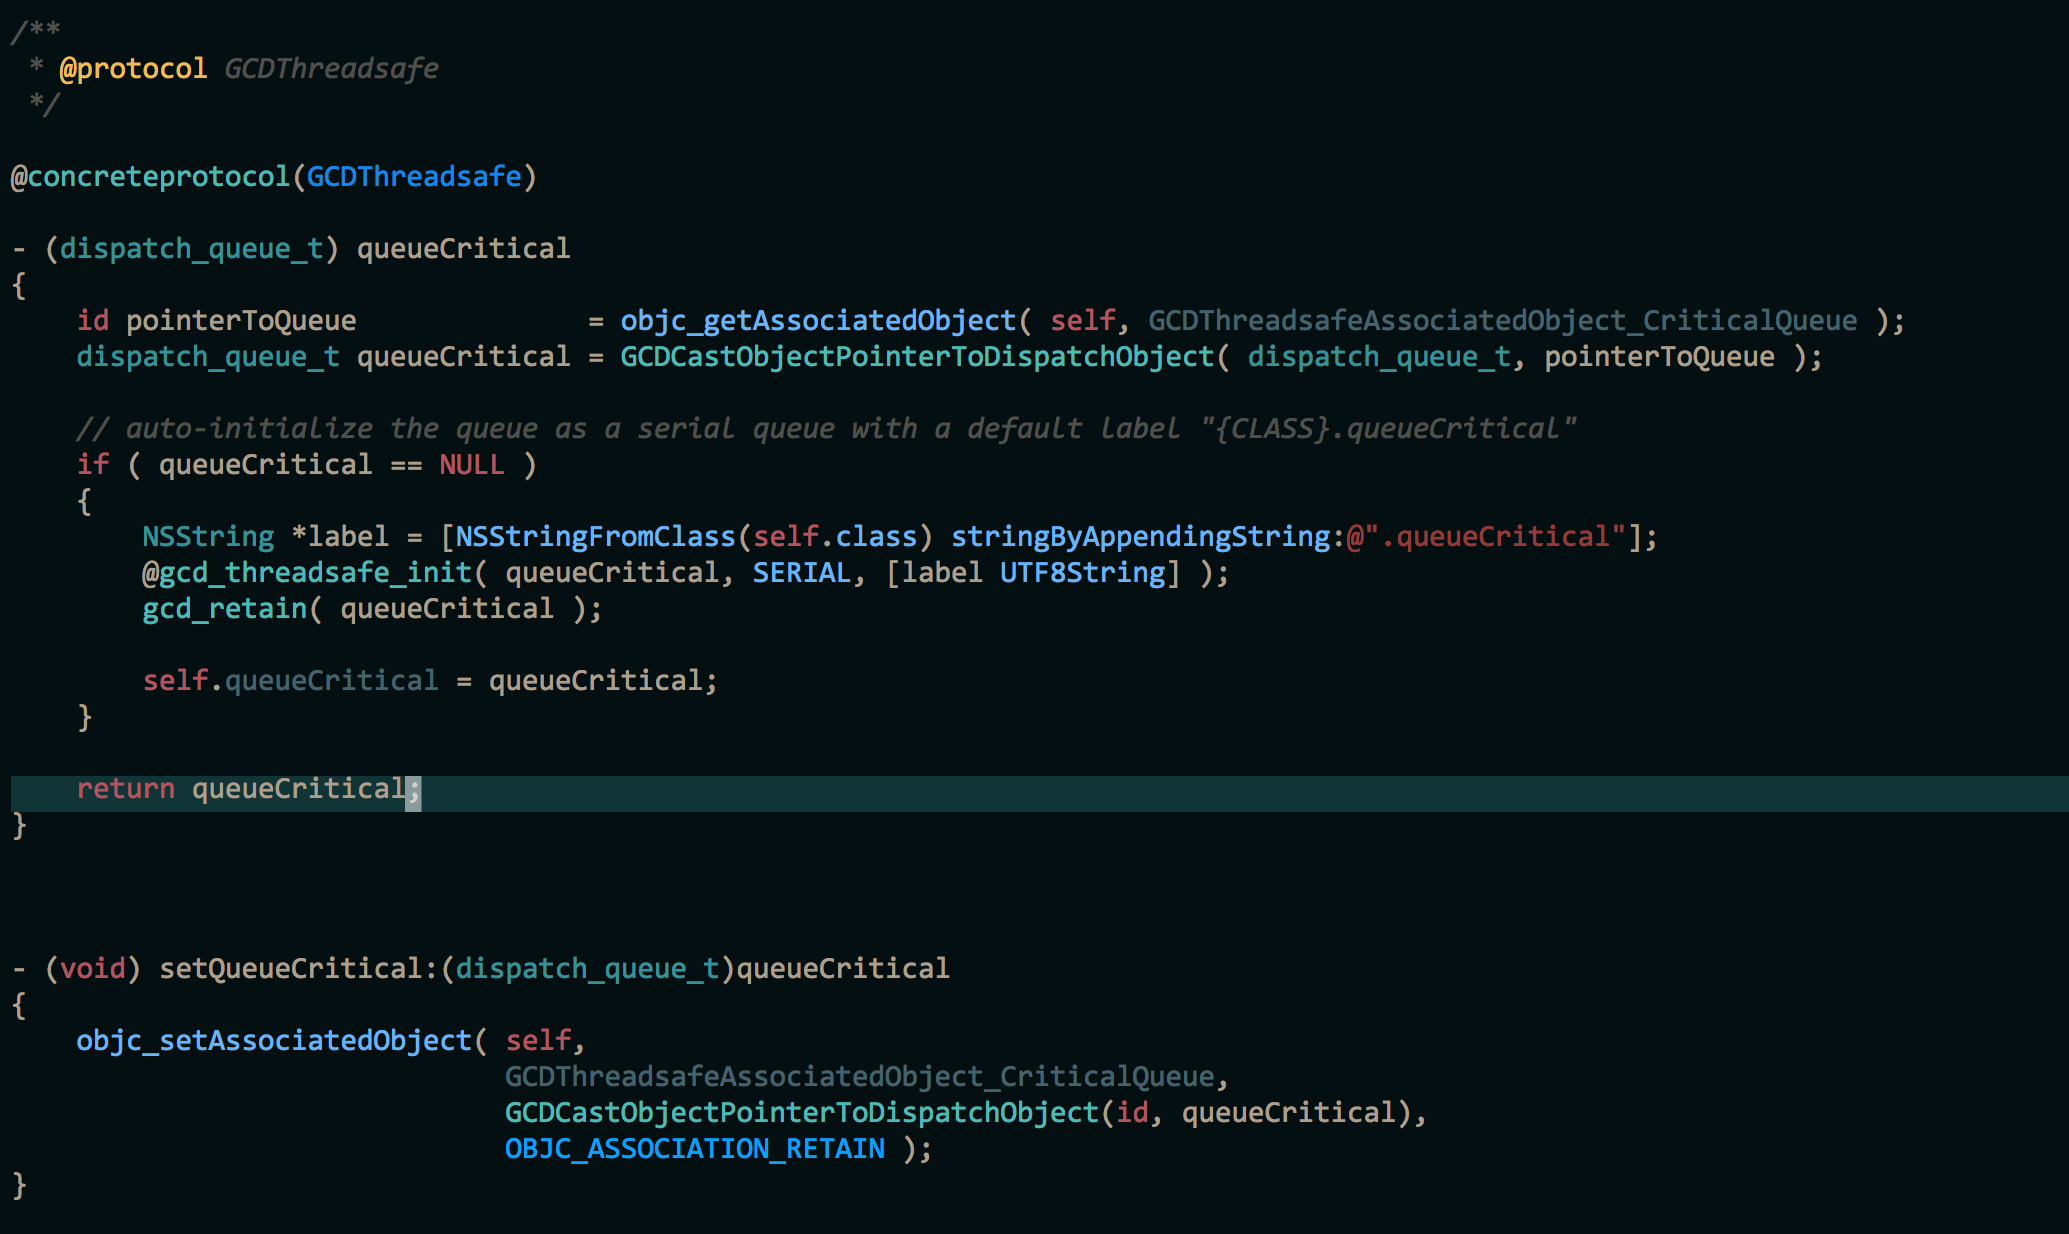 /**
 * @protocol GCDThreadsafe
 */
@concreteprotocol(GCDThreadsafe)
- (dispatch_queue_t) queueCritical
{
    id pointerToQueue              = objc_getAssociatedObject( self, GCDThreadsafeAssociatedObject_CriticalQueue );
    dispatch_queue_t queueCritical = GCDCastObjectPointerToDispatchObject( dispatch_queue_t, pointerToQueue );
    // auto-initialize the queue as a serial queue with a default label "{CLASS}.queueCritical"
    if ( queueCritical == NULL )
    {
        NSString *label = [NSStringFromClass(self.class) stringByAppendingString:@".queueCritical"];
        @gcd_threadsafe_init( queueCritical, SERIAL, [label UTF8String] );
        gcd_retain( queueCritical );
        self.queueCritical = queueCritical;
    }
    return queueCritical;
}
- (void) setQueueCritical:(dispatch_queue_t)queueCritical
{
    objc_setAssociatedObject( self,
                              GCDThreadsafeAssociatedObject_CriticalQueue,
                              GCDCastObjectPointerToDispatchObject(id, queueCritical),
                              OBJC_ASSOCIATION_RETAIN );
}